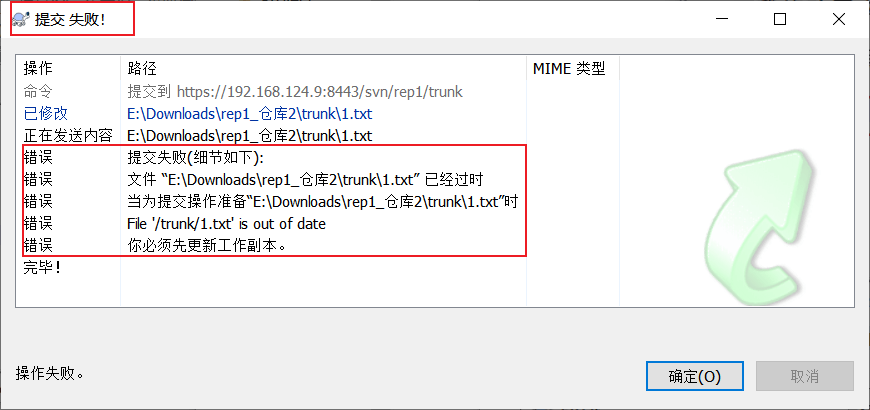 提交 失败!
操作 路径 MIME 类型
命令 提交到 https://192.168.124.9:8443/svn/rep1/trunk
已修改 E:\Downloads\rep1_仓库2\trunk\1.txt
正在发送内容 E:\Downloads\rep1_仓库2\trunk\1.txt
错误 提交失败(细节如下):
错误 文件 “E:\Downloads\rep1_仓库2\trunk\1.txt” 已经过时
错误 当为提交操作准备“E:\Downloads\rep1_仓库2\trunk\1.txt”时
错误 File '/trunk/1.txt' is out of date
错误 你必须先更新工作副本。
完毕!
操作失败。
确定(O) 取消